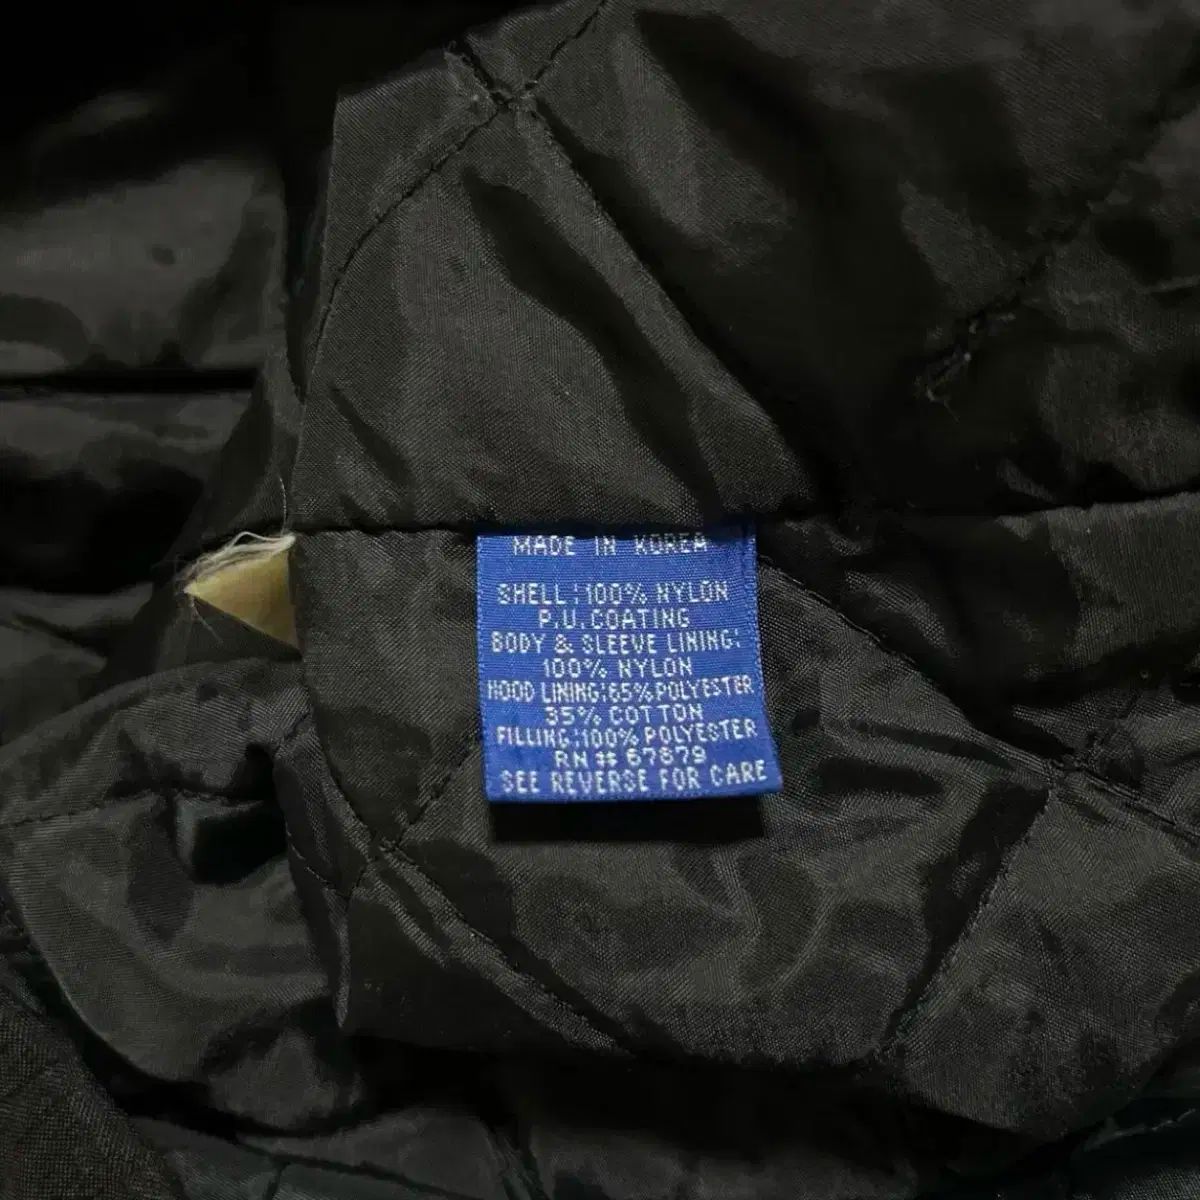 MADE IN KOREA
SHELL:100% NYLON
P.U.COATING
BODY & SLEEVE LINING:
100% NYLON
HOOD LINING:65%POLYESTER
35% COTTON
FILLING:100% POLYESTER
RN # 67879
SEE REVERSE FOR CARE